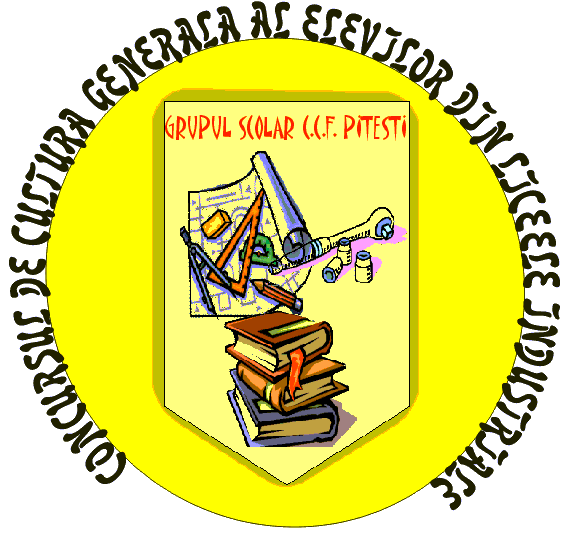 CONCURSUL DE CULTURA GENERALA AL ELEVILOR DIN LICEELE INDUSTRIALE
GRUPUL SCOLAR C.C.F. PITESTI